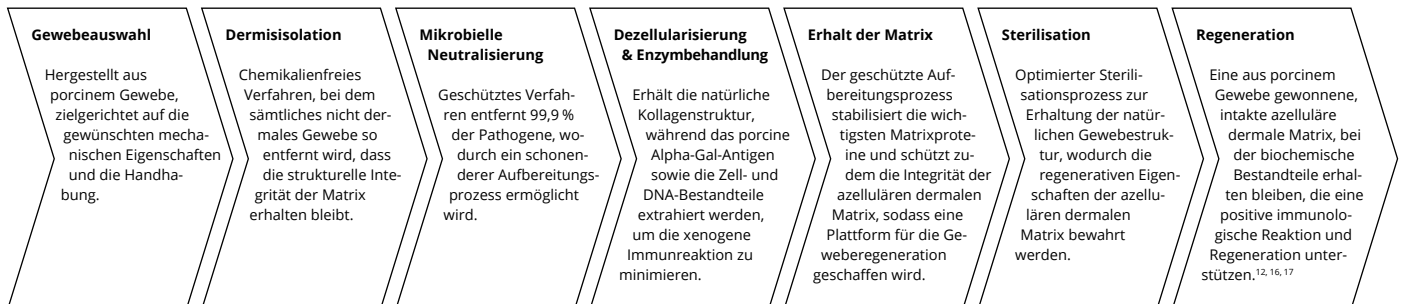 Gewebeauswahl
Hergestellt aus
porcinem Gewebe,
zielgerichtet auf die
gewünschten mecha-
nischen Eigenschaften
und die Handha-
bung.
Dermisisolation
Chemikalienfreies
Verfahren, bei dem
sämtliches nicht der-
males Gewebe so
entfernt wird, dass
die strukturelle Inte-
grität der Matrix
erhalten bleibt.
Mikrobielle
Neutralisierung
Geschütztes Verfah-
ren entfernt 99,9 %
der Pathogene, wo-
durch ein schonen-
derer Aufbereitungs-
prozess ermöglicht
wird.
Dezellularisierung
& Enzymbehandlung
Erhält die natürliche
Kollagenstruktur,
während das porcine
Alpha-Gal-Antigen
sowie die Zell- und
DNA-Bestandteile
extrahiert werden,
um die xenogene
Immunreaktion zu
minimieren.
Erhalt der Matrix
Der geschützte Auf-
bereitungsprozess
stabilisiert die wich-
tigsten Matrixprote-
ine und schützt zu-
dem die Integrität der
azellulären dermalen
Matrix, sodass eine
Plattform für die Ge-
weberegeneration
geschaffen wird.
Sterilisation
Optimierter Sterili-
sationsprozess zur
Erhaltung der natür-
lichen Gewebestruk-
tur, wodurch die
regenerativen Eigen-
schaften der azellu-
lären dermalen
Matrix bewahrt
werden.
Regeneration
Eine aus porcinem
Gewebe gewonnene,
intakte azelluläre
dermale Matrix, bei
der biochemische
Bestandteile erhal-
ten bleiben, die eine
positive immunolo-
gische Reaktion und
Regeneration unter-
stützen.12, 16, 17